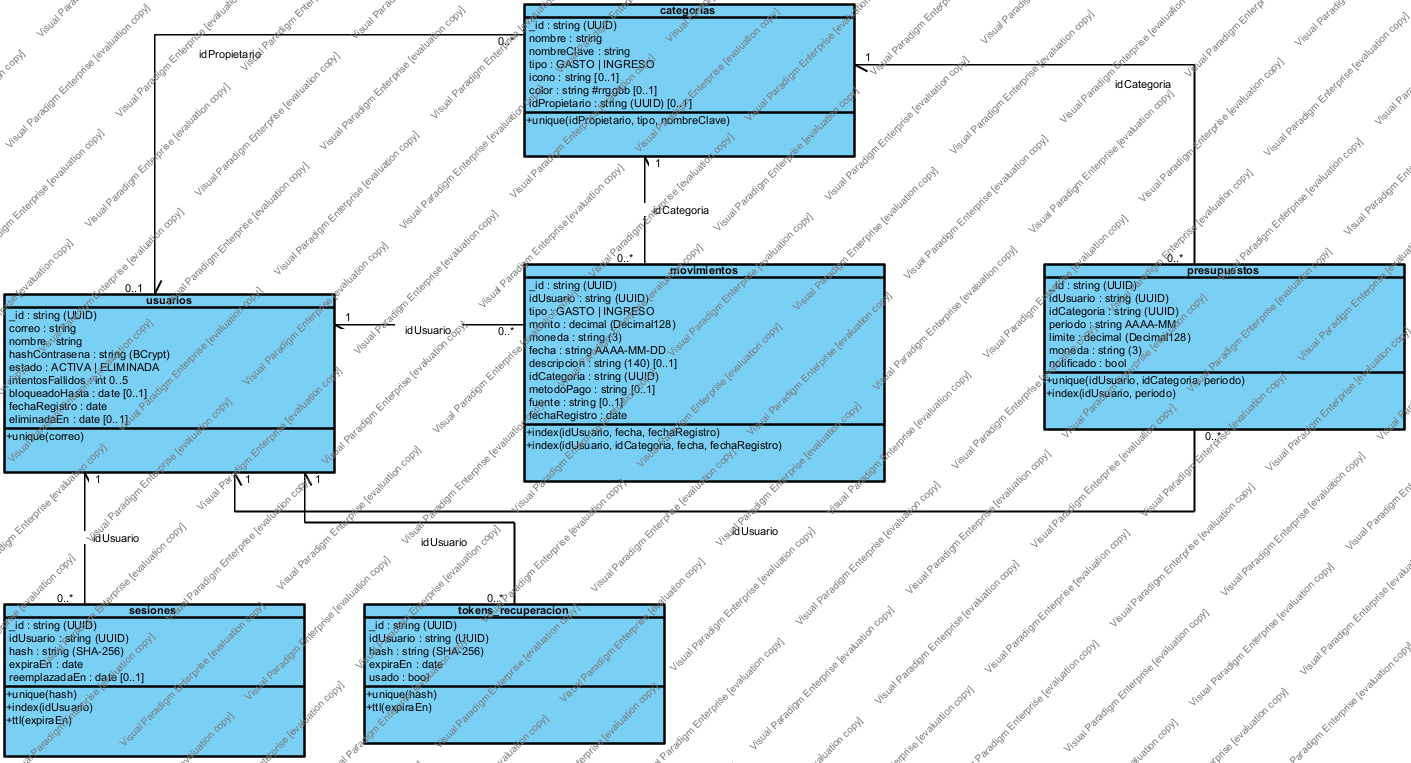 categorias
_id : string (UUID)
nombre : string
nombreClave : string
tipo : GASTO | INGRESO
icono : string [0..1]
color : string #rrggbb [0..1]
idPropietario : string (UUID) [0..1]
+unique(idPropietario, tipo, nombreClave)
0..*
idPropietario
0..1
1
idCategoria
0..*
1
idCategoria
0..*
usuarios
_id : string (UUID)
correo : string
nombre : string
hashContrasena : string (BCrypt)
estado : ACTIVA | ELIMINADA
intentosFallidos : int 0..5
bloqueadoHasta : date [0..1]
fechaRegistro : date
eliminadaEn : date [0..1]
+unique(correo)
1
idUsuario
0..*
movimientos
_id : string (UUID)
idUsuario : string (UUID)
tipo : GASTO | INGRESO
monto : decimal (Decimal128)
moneda : string (3)
fecha : string AAAA-MM-DD
descripcion : string (140) [0..1]
idCategoria : string (UUID)
metodoPago : string [0..1]
fuente : string [0..1]
fechaRegistro : date
+index(idUsuario, fecha, fechaRegistro)
+index(idUsuario, idCategoria, fecha, fechaRegistro)
presupuestos
_id : string (UUID)
idUsuario : string (UUID)
idCategoria : string (UUID)
periodo : string AAAA-MM
limite : decimal (Decimal128)
moneda : string (3)
notificado : bool
+unique(idUsuario, idCategoria, periodo)
+index(idUsuario, periodo)
0..*
1
1
1
idUsuario
idUsuario
idUsuario
0..*
0..*
sesiones
_id : string (UUID)
idUsuario : string (UUID)
hash : string (SHA-256)
expiraEn : date
reemplazadaEn : date [0..1]
+unique(hash)
+index(idUsuario)
+ttl(expiraEn)
tokens_recuperacion
_id : string (UUID)
idUsuario : string (UUID)
hash : string (SHA-256)
expiraEn : date
usado : bool
+unique(hash)
+ttl(expiraEn)
Visual Paradigm Enterprise [evaluation copy]